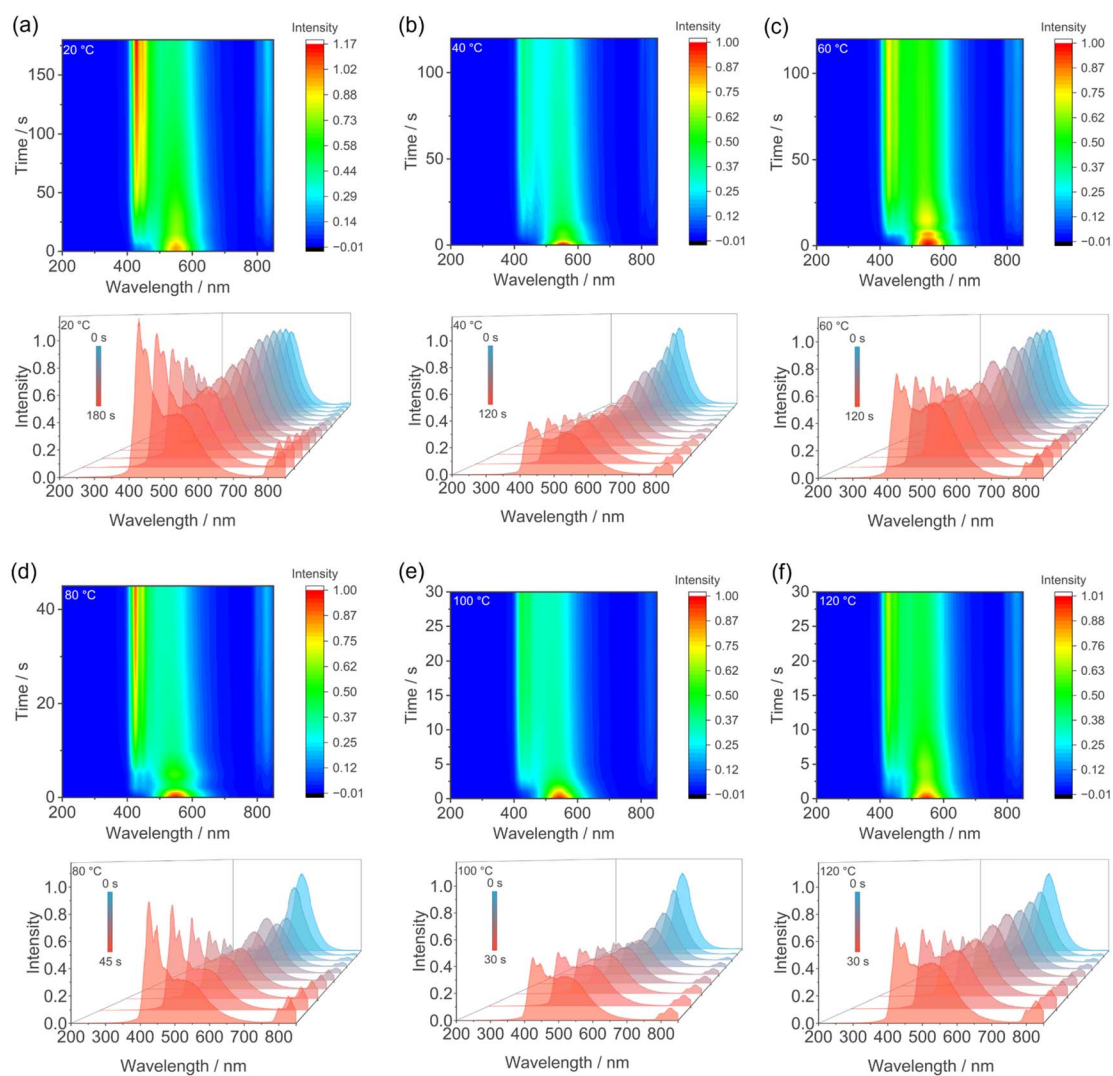 (a)
Intensity
20 °C
1.17
1.02
0.88
0.73
0.58
0.44
0.29
0.14
−0.01
150
100
50
0
Time / s
200 400 600 800
Wavelength / nm
20 °C
0 s
180 s
1.0
0.8
0.6
0.4
0.2
0.0
Intensity
200 300 400 500 600 700 800
Wavelength / nm
(b)
Intensity
40 °C
1.00
0.87
0.75
0.62
0.50
0.37
0.25
0.12
−0.01
100
50
0
Time / s
200 400 600 800
Wavelength / nm
40 °C
0 s
120 s
1.0
0.8
0.6
0.4
0.2
0.0
Intensity
200 300 400 500 600 700 800
Wavelength / nm
(c)
Intensity
60 °C
1.00
0.87
0.75
0.62
0.50
0.37
0.25
0.12
−0.01
100
50
0
Time / s
200 400 600 800
Wavelength / nm
60 °C
0 s
120 s
1.0
0.8
0.6
0.4
0.2
0.0
Intensity
200 300 400 500 600 700 800
Wavelength / nm
(d)
Intensity
80 °C
1.00
0.87
0.75
0.62
0.50
0.37
0.25
0.12
−0.01
40
20
0
Time / s
200 400 600 800
Wavelength / nm
80 °C
0 s
45 s
1.0
0.8
0.6
0.4
0.2
0.0
Intensity
200 300 400 500 600 700 800
Wavelength / nm
(e)
Intensity
100 °C
1.00
0.87
0.75
0.62
0.50
0.37
0.25
0.12
−0.01
30
25
20
15
10
5
0
Time / s
200 400 600 800
Wavelength / nm
100 °C
0 s
30 s
1.0
0.8
0.6
0.4
0.2
0.0
Intensity
200 300 400 500 600 700 800
Wavelength / nm
(f)
Intensity
120 °C
1.01
0.88
0.76
0.63
0.50
0.37
0.25
0.12
−0.01
30
25
20
15
10
5
0
Time / s
200 400 600 800
Wavelength / nm
120 °C
0 s
30 s
1.0
0.8
0.6
0.4
0.2
0.0
Intensity
200 300 400 500 600 700 800
Wavelength / nm